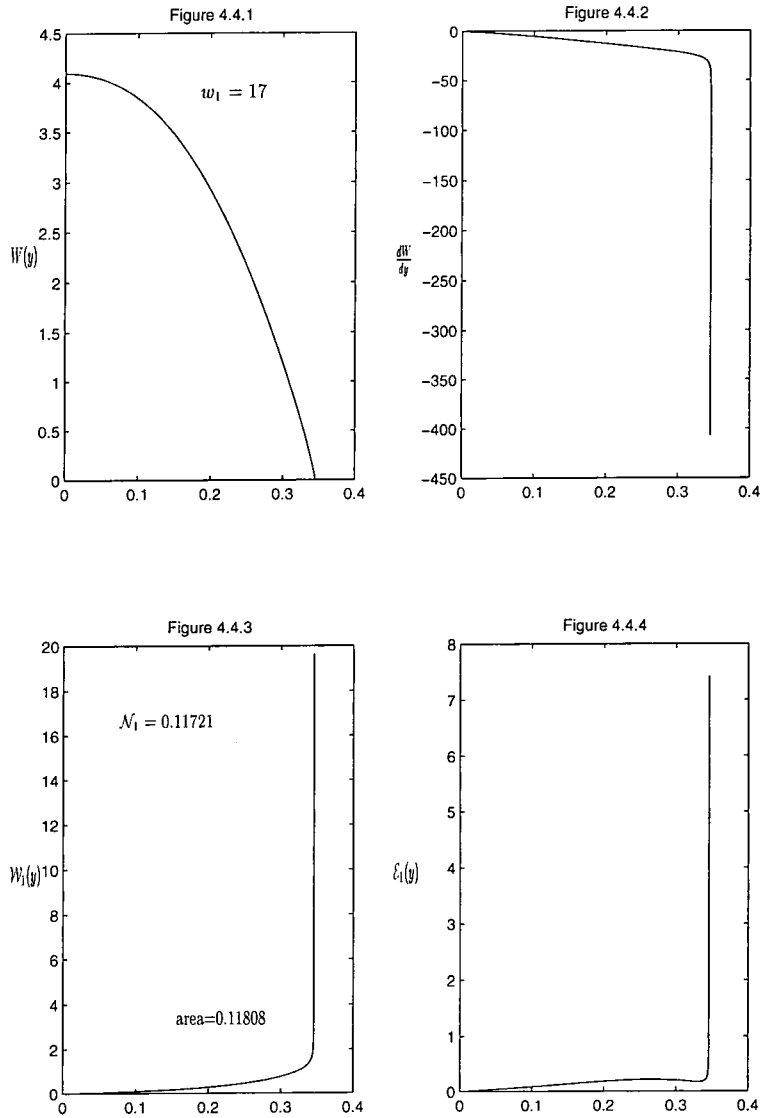 Figure 4.4.1
4.5
4
3.5
3
2.5
2
1.5
1
0.5
0
W(y)
w₁ = 17
0 0.1 0.2 0.3 0.4
Figure 4.4.2
0
−50
−100
−150
−200
−250
−300
−350
−400
−450
dW/dy
0 0.1 0.2 0.3 0.4
Figure 4.4.3
20
18
16
14
12
10
8
6
4
2
0
𝒲₁(y)
𝒩₁ = 0.11721
area=0.11808
0 0.1 0.2 0.3 0.4
Figure 4.4.4
8
7
6
5
4
3
2
1
0
ℰ₁(y)
0 0.1 0.2 0.3 0.4